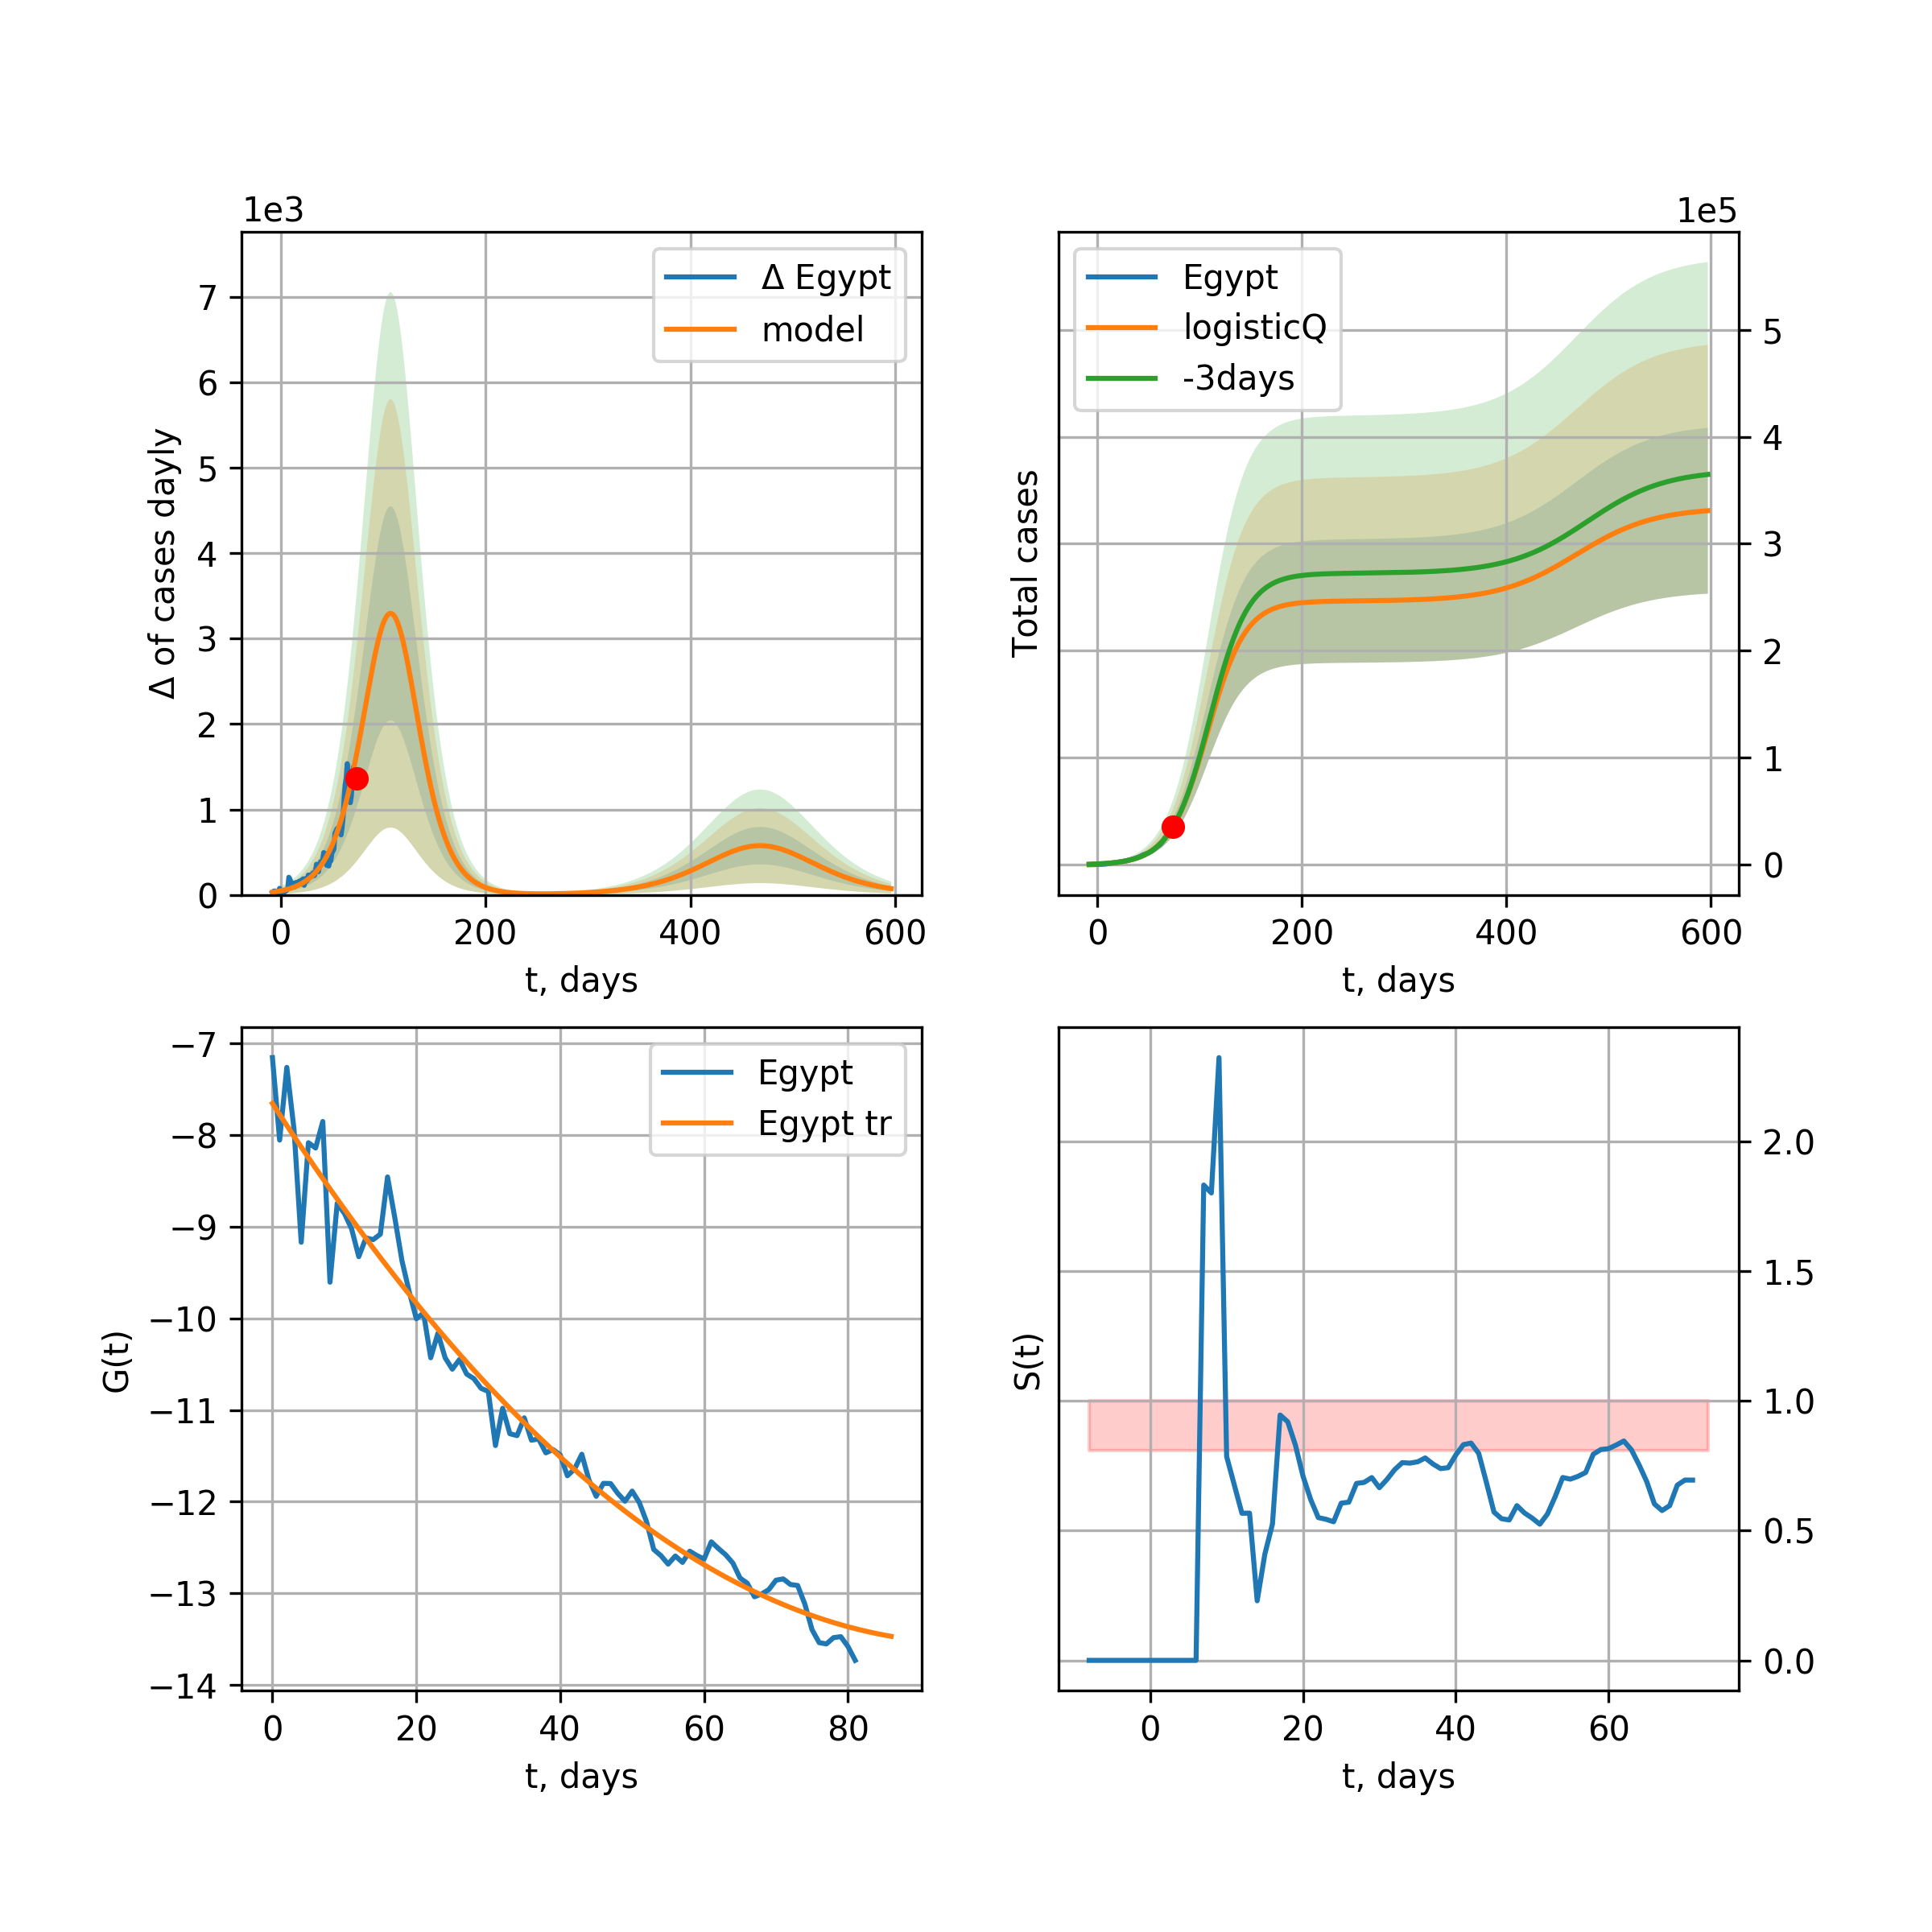 1e3
Δ of cases dayly
7
6
5
4
3
2
1
0
Δ Egypt
model
0 200 400 600
t, days
1e5
Total cases
Egypt
logisticQ
-3days
5
4
3
2
1
0
0 200 400 600
t, days
G(t)
−7
−8
−9
−10
−11
−12
−13
−14
Egypt
Egypt tr
0 20 40 60 80
t, days
S(t)
2.0
1.5
1.0
0.5
0.0
0 20 40 60
t, days